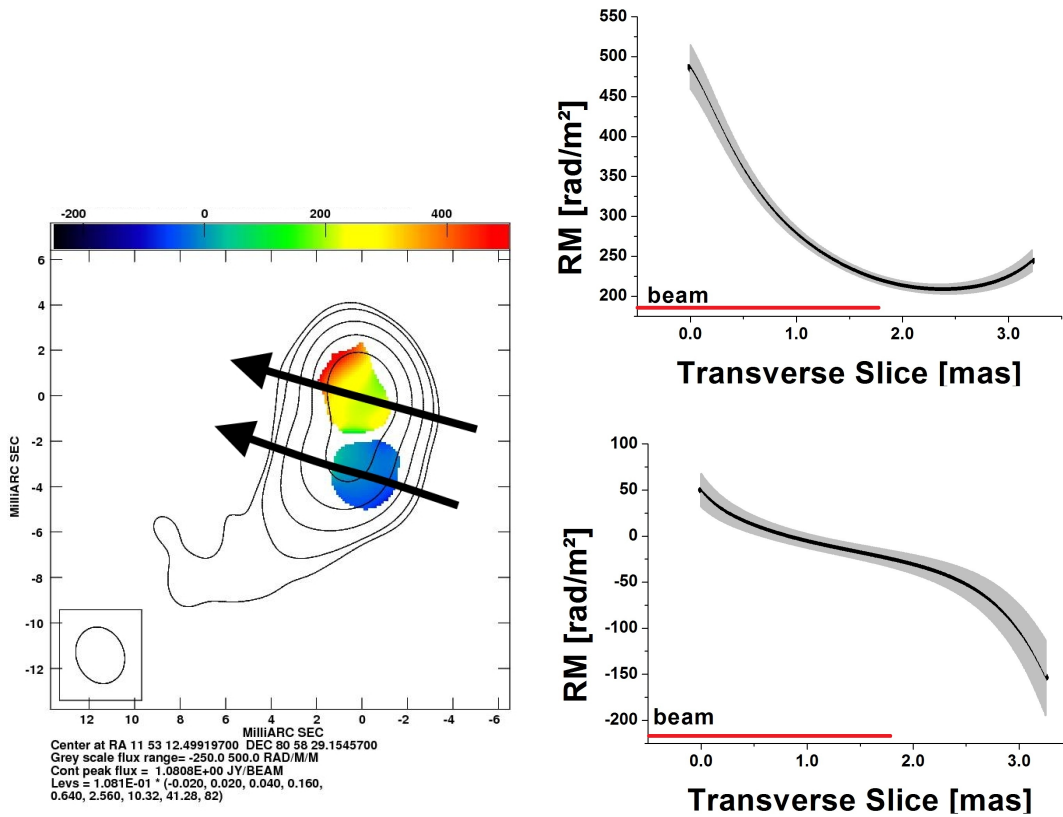 -200 0 200 400
6
4
2
0
-2
-4
-6
-8
-10
-12
MilliARC SEC
12 10 8 6 4 2 0 -2 -4 -6
MilliARC SEC
Center at RA 11 53 12.49919700 DEC 80 58 29.1545700
Grey scale flux range= -250.0 500.0 RAD/M/M
Cont peak flux = 1.0808E+00 JY/BEAM
Levs = 1.081E-01 * (-0.020, 0.020, 0.040, 0.160,
0.640, 2.560, 10.32, 41.28, 82)
550
500
450
400
350
300
250
200
RM [rad/m²]
beam
0.0 1.0 2.0 3.0
Transverse Slice [mas]
100
50
0
-50
-100
-150
-200
RM [rad/m²]
beam
0.0 1.0 2.0 3.0
Transverse Slice [mas]